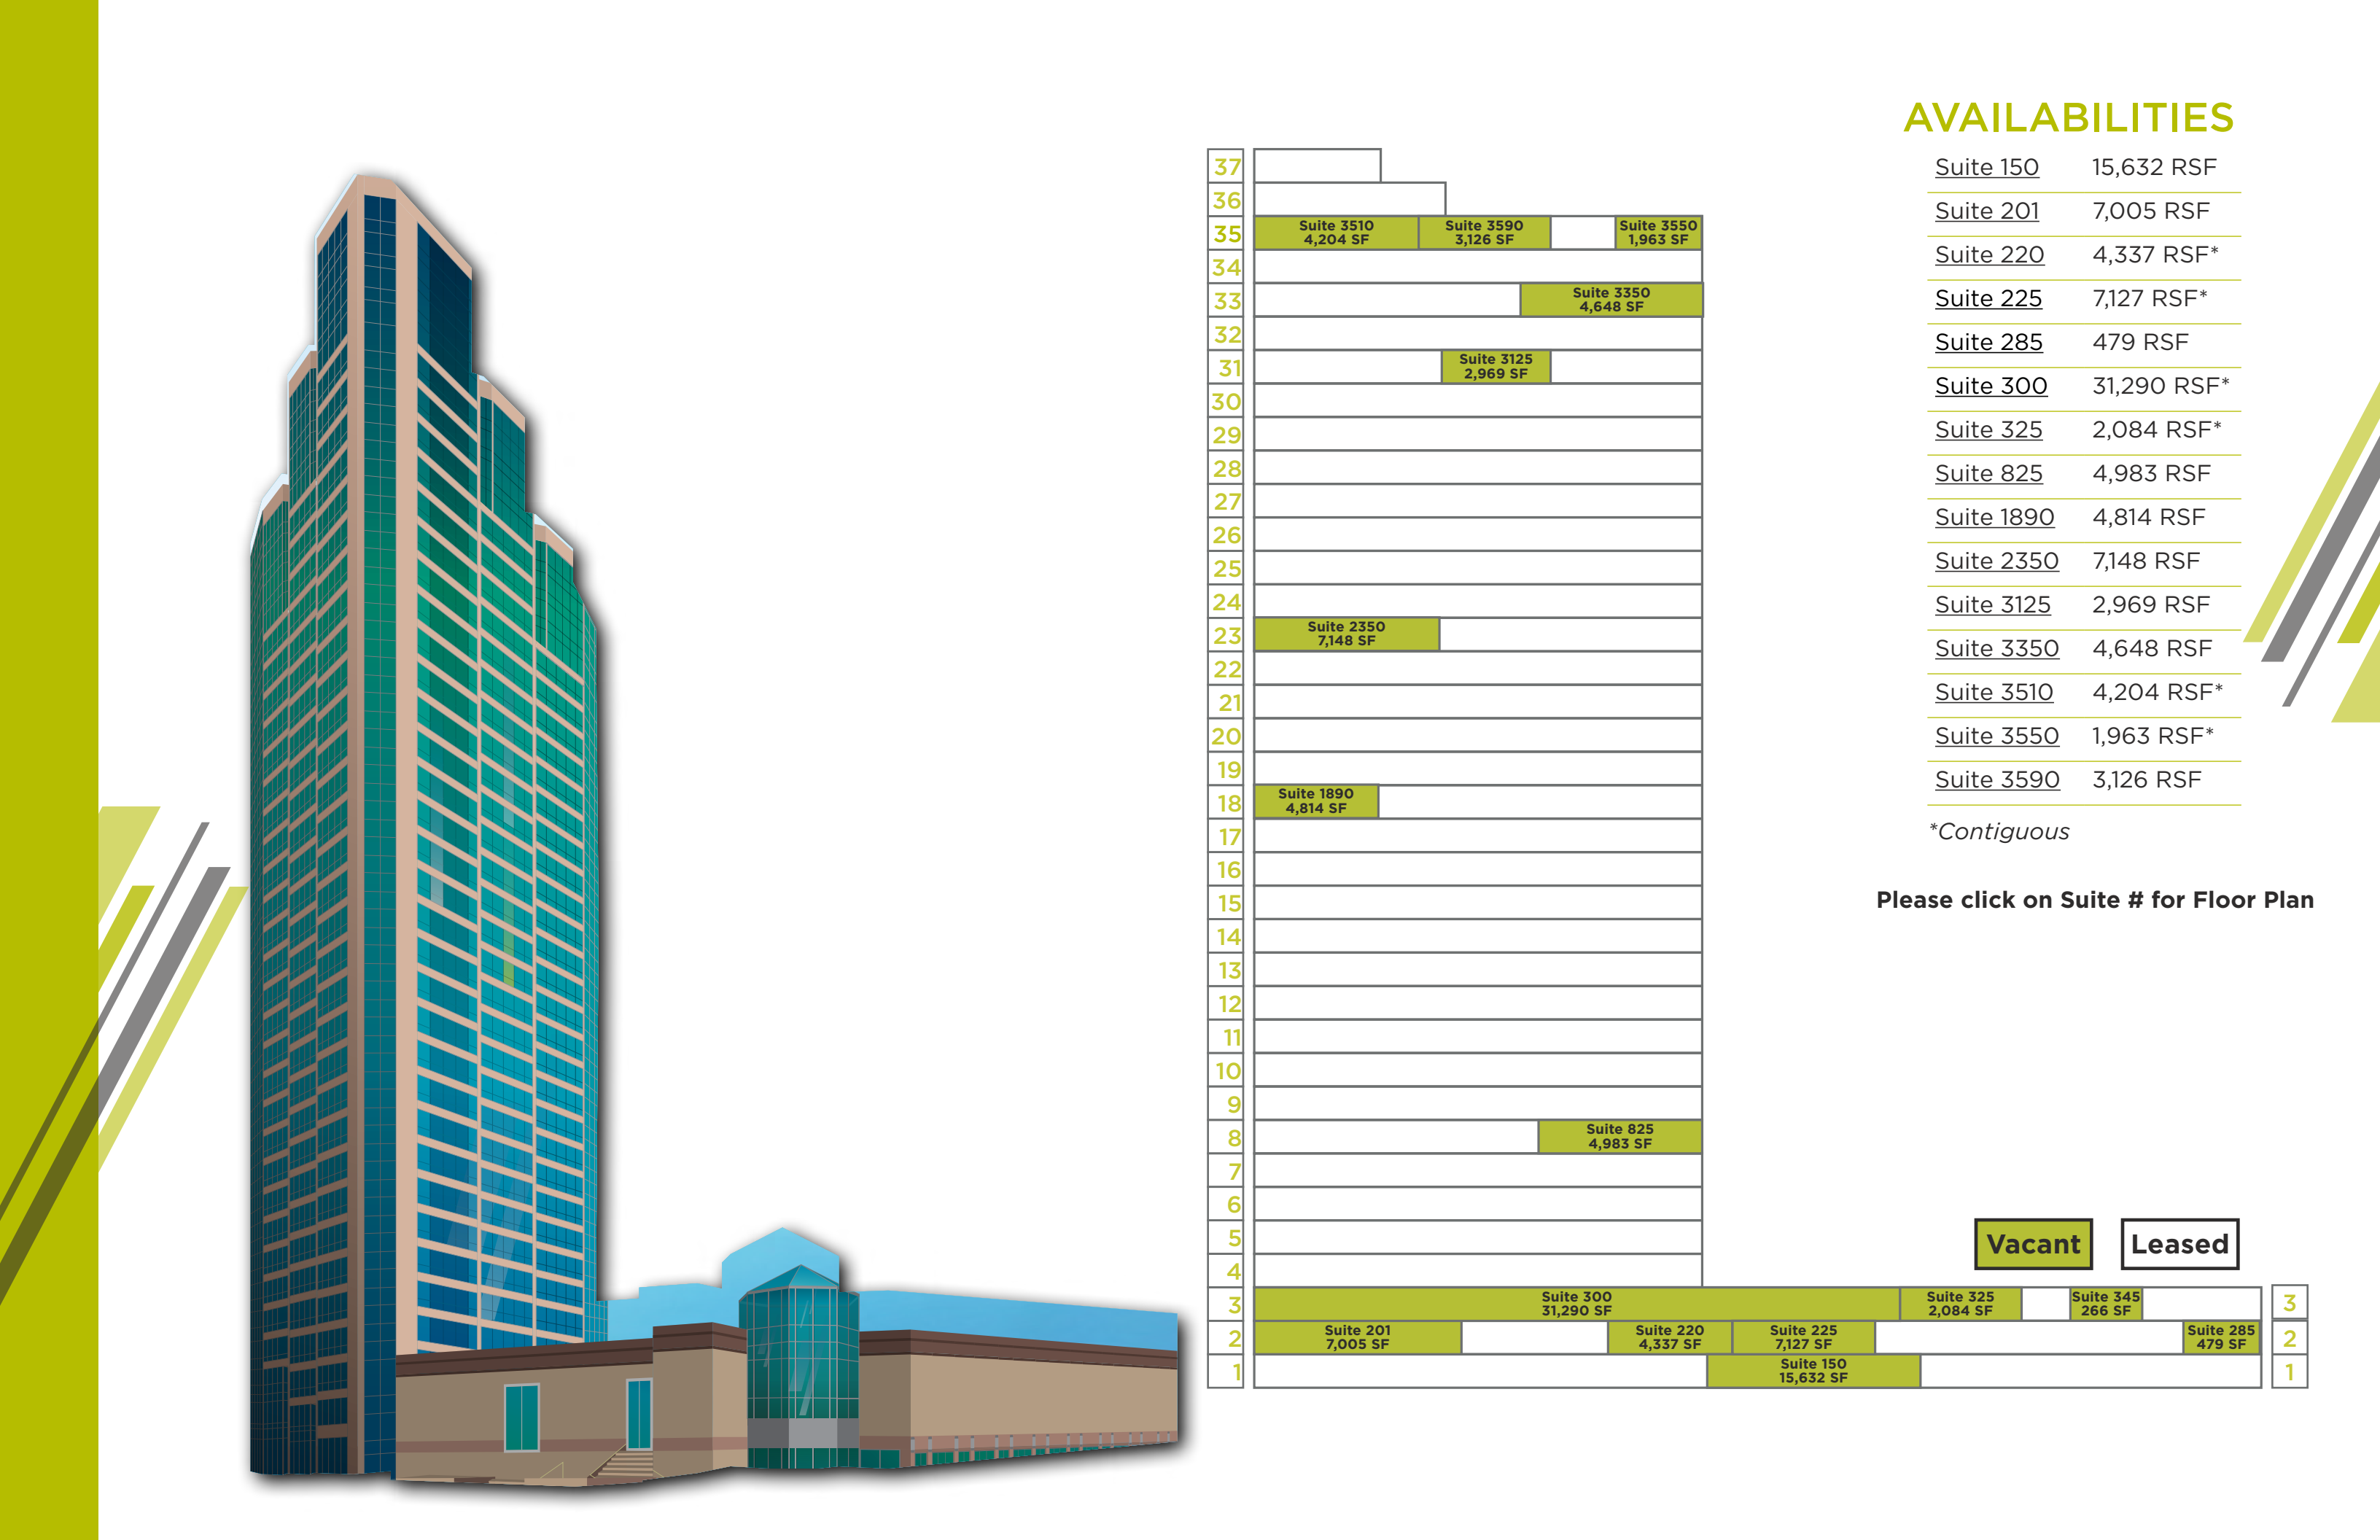 AVAILABILITIES
Suite 150 15,632 RSF
Suite 201 7,005 RSF
Suite 220 4,337 RSF*
Suite 225 7,127 RSF*
Suite 285 479 RSF
Suite 300 31,290 RSF*
Suite 325 2,084 RSF*
Suite 825 4,983 RSF
Suite 1890 4,814 RSF
Suite 2350 7,148 RSF
Suite 3125 2,969 RSF
Suite 3350 4,648 RSF
Suite 3510 4,204 RSF*
Suite 3550 1,963 RSF*
Suite 3590 3,126 RSF
*Contiguous
Please click on Suite # for Floor Plan
37
36
35
Suite 3510
4,204 SF
Suite 3590
3,126 SF
Suite 3550
1,963 SF
34
33
Suite 3350
4,648 SF
32
31
Suite 3125
2,969 SF
30
29
28
27
26
25
24
23
Suite 2350
7,148 SF
22
21
20
19
18
Suite 1890
4,814 SF
17
16
15
14
13
12
11
10
9
8
Suite 825
4,983 SF
7
6
5
4
Vacant
Leased
3
Suite 300
31,290 SF
Suite 325
2,084 SF
Suite 345
266 SF
3
2
Suite 201
7,005 SF
Suite 220
4,337 SF
Suite 225
7,127 SF
Suite 285
479 SF
2
1
Suite 150
15,632 SF
1